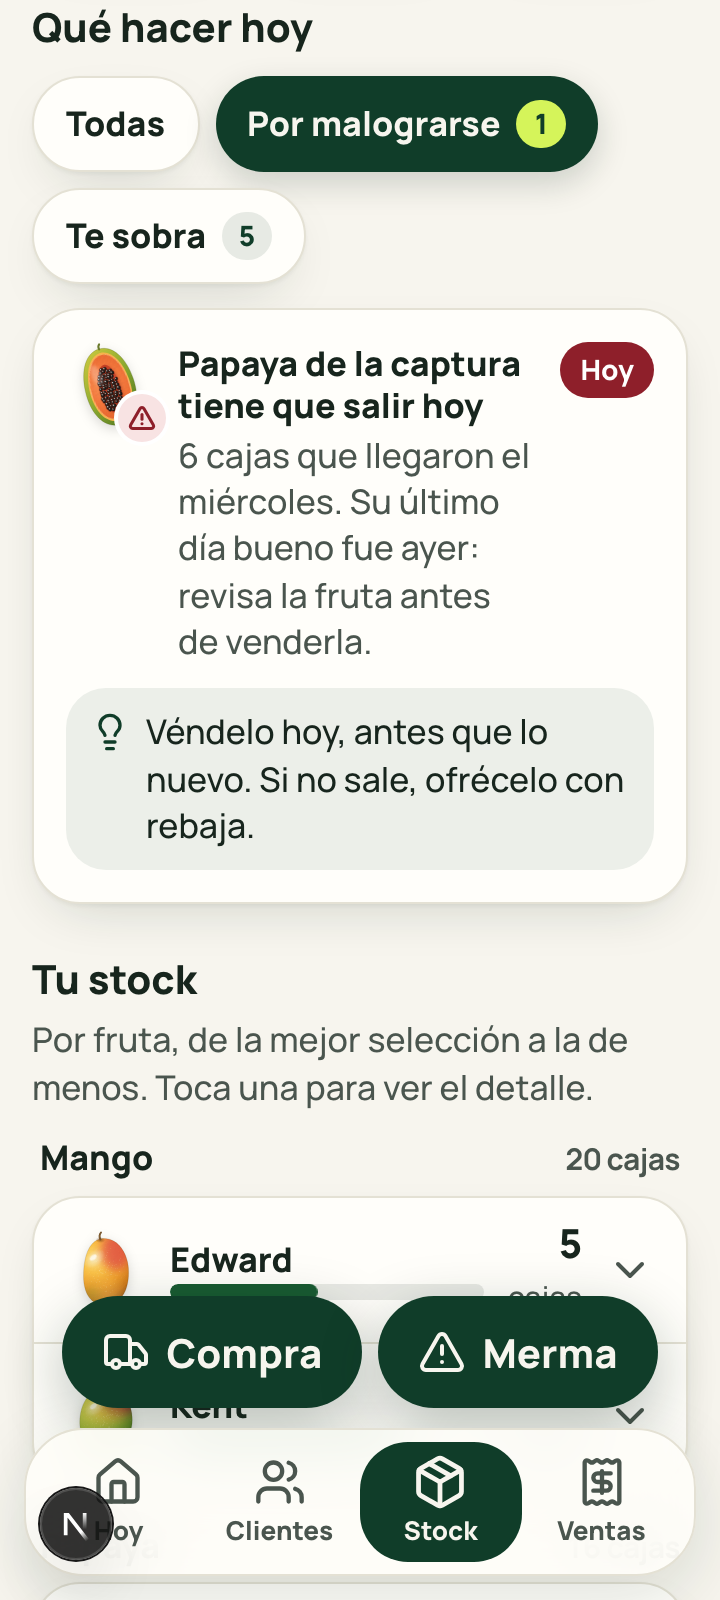 Qué hacer hoy
Todas
Por malograrse 1
Te sobra 5
Papaya de la captura
tiene que salir hoy
Hoy
6 cajas que llegaron el
miércoles. Su último
día bueno fue ayer:
revisa la fruta antes
de venderla.
Véndelo hoy, antes que lo
nuevo. Si no sale, ofrécelo con
rebaja.
Tu stock
Por fruta, de la mejor selección a la de
menos. Toca una para ver el detalle.
Mango
20 cajas
Edward
5
cajas
Compra
Merma
Kent
N
Hoy
Clientes
Stock
Ventas